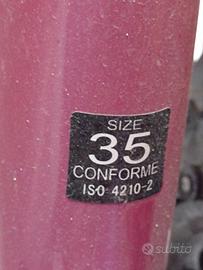 SIZE
35
CONFORME
ISO 4210-2
subito